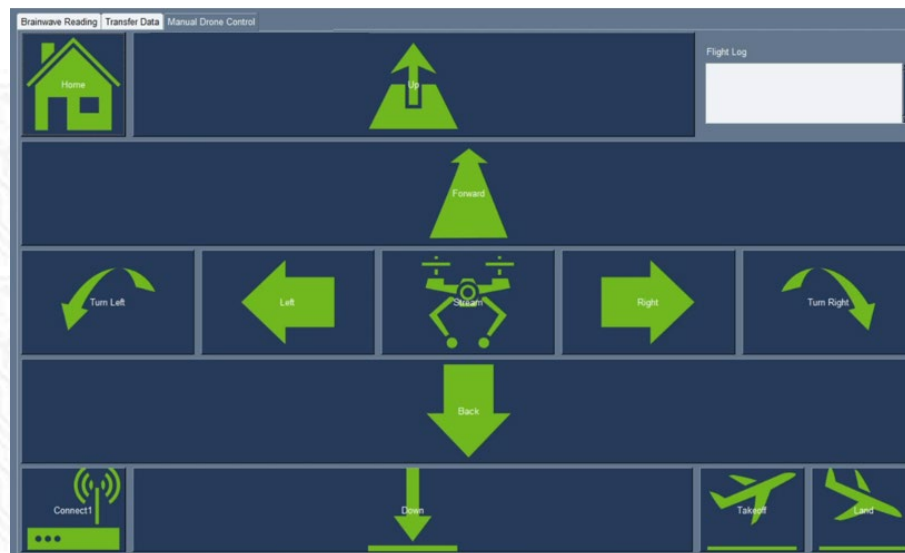 Brainwave Reading Transfer Data Manual Drone Control
Home
Up
Flight Log
Forward
Turn Left
Left
Stream
Right
Turn Right
Back
Connect1
Down
Takeoff
Land